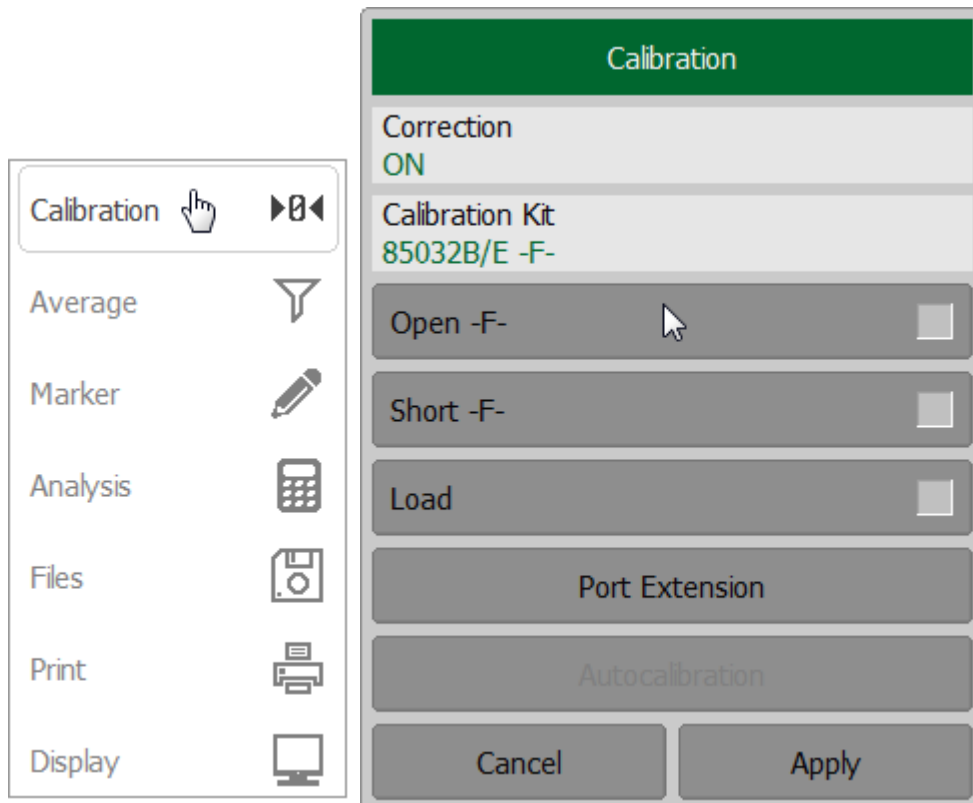 Calibration
Average
Marker
Analysis
Files
Print
Display
Calibration
Correction
ON
Calibration Kit
85032B/E -F-
Open -F-
Short -F-
Load
Port Extension
Autocalibration
Cancel
Apply